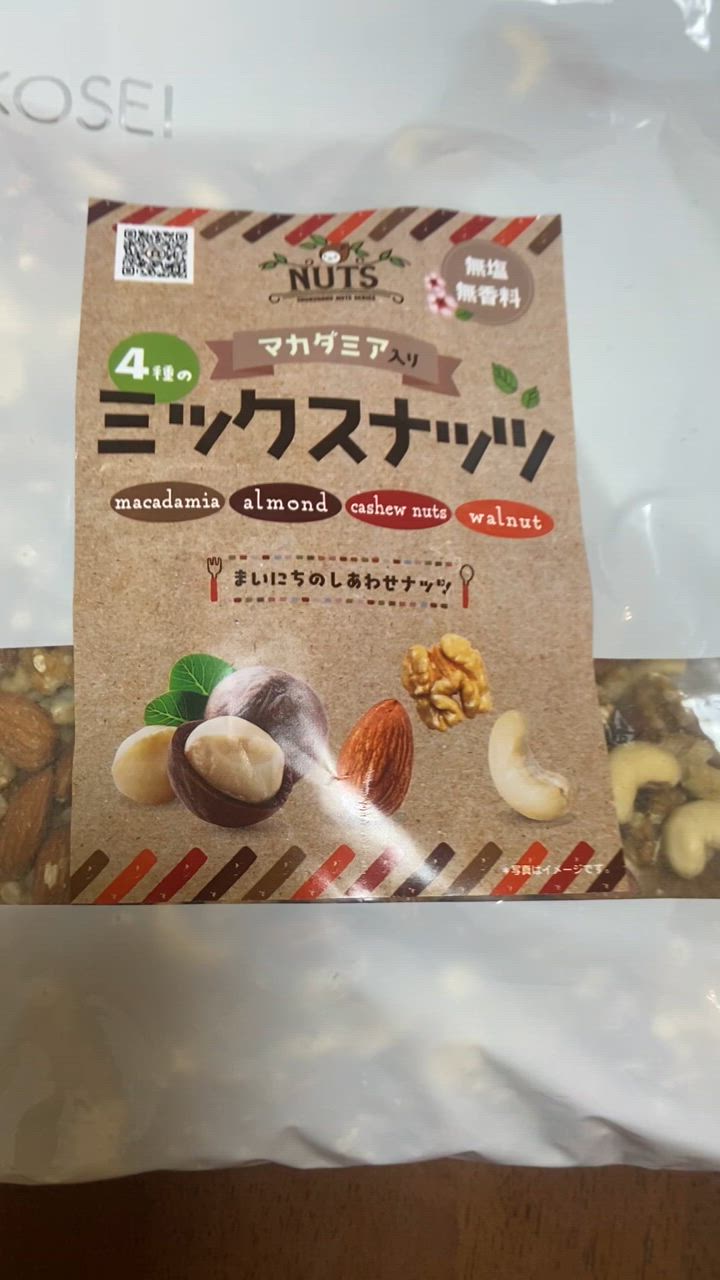 KOSEI
NUTS
無塩
無香料
マカダミア入り
4種の
ミックスナッツ
macadamia almond cashew nuts walnut
まいにちのしあわせナッツ
*写真はイメージです。